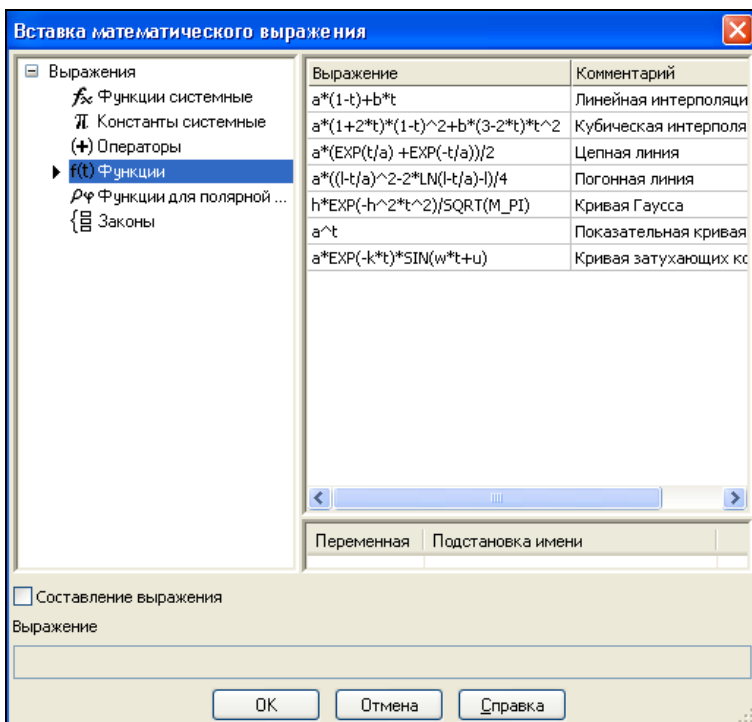 Вставка математического выражения
Выражения
fx Функции системные
π Константы системные
(+) Операторы
f(t) Функции
ρφ Функции для полярной ...
Законы
Выражение Комментарий
a*(1-t)+b*t Линейная интерполяци
a*(1+2*t)*(1-t)^2+b*(3-2*t)*t^2 Кубическая интерполя
a*(EXP(t/a) +EXP(-t/a))/2 Цепная линия
a*((l-t/a)^2-2*LN(l-t/a)-l)/4 Погонная линия
h*EXP(-h^2*t^2)/SQRT(M_PI) Кривая Гаусса
a^t Показательная кривая
a*EXP(-k*t)*SIN(w*t+u) Кривая затухающих ко
Переменная Подстановка имени
Составление выражения
Выражение
OK Отмена Справка